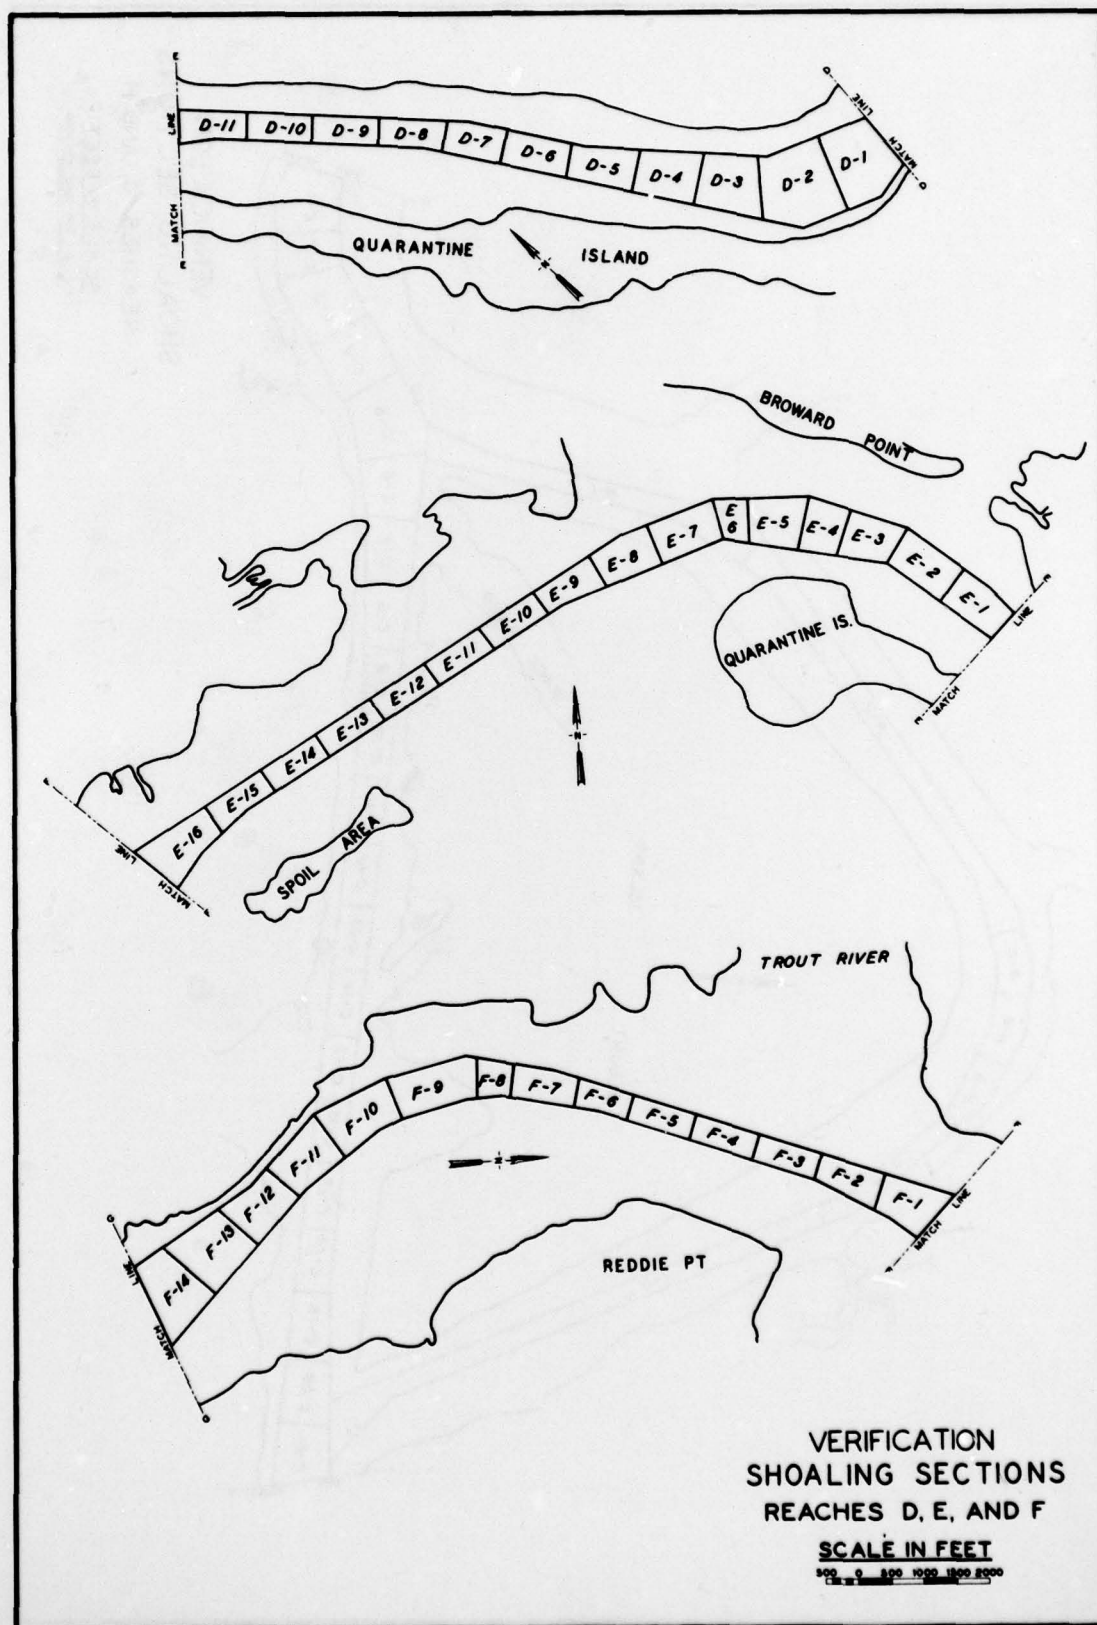 E
LINE
MATCH
E
D-11 D-10 D-9 D-8 D-7 D-6 D-5 D-4 D-3 D-2 D-1
D
LINE
MATCH
D
QUARANTINE ISLAND
N
BROWARD POINT
E-16 E-15 E-14 E-13 E-12 E-11 E-10 E-9 E-8 E-7 E 6 E-5 E-4 E-3 E-2 E-1
E
LINE
MATCH
E
QUARANTINE IS.
N
F
LINE
MATCH
F
SPOIL AREA
TROUT RIVER
F-14 F-13 F-12 F-11 F-10 F-9 F-8 F-7 F-6 F-5 F-4 F-3 F-2 F-1
F
LINE
MATCH
F
N
REDDIE PT
G
LINE
MATCH
G
VERIFICATION
SHOALING SECTIONS
REACHES D, E, AND F
SCALE IN FEET
500 0 500 1000 1500 2000